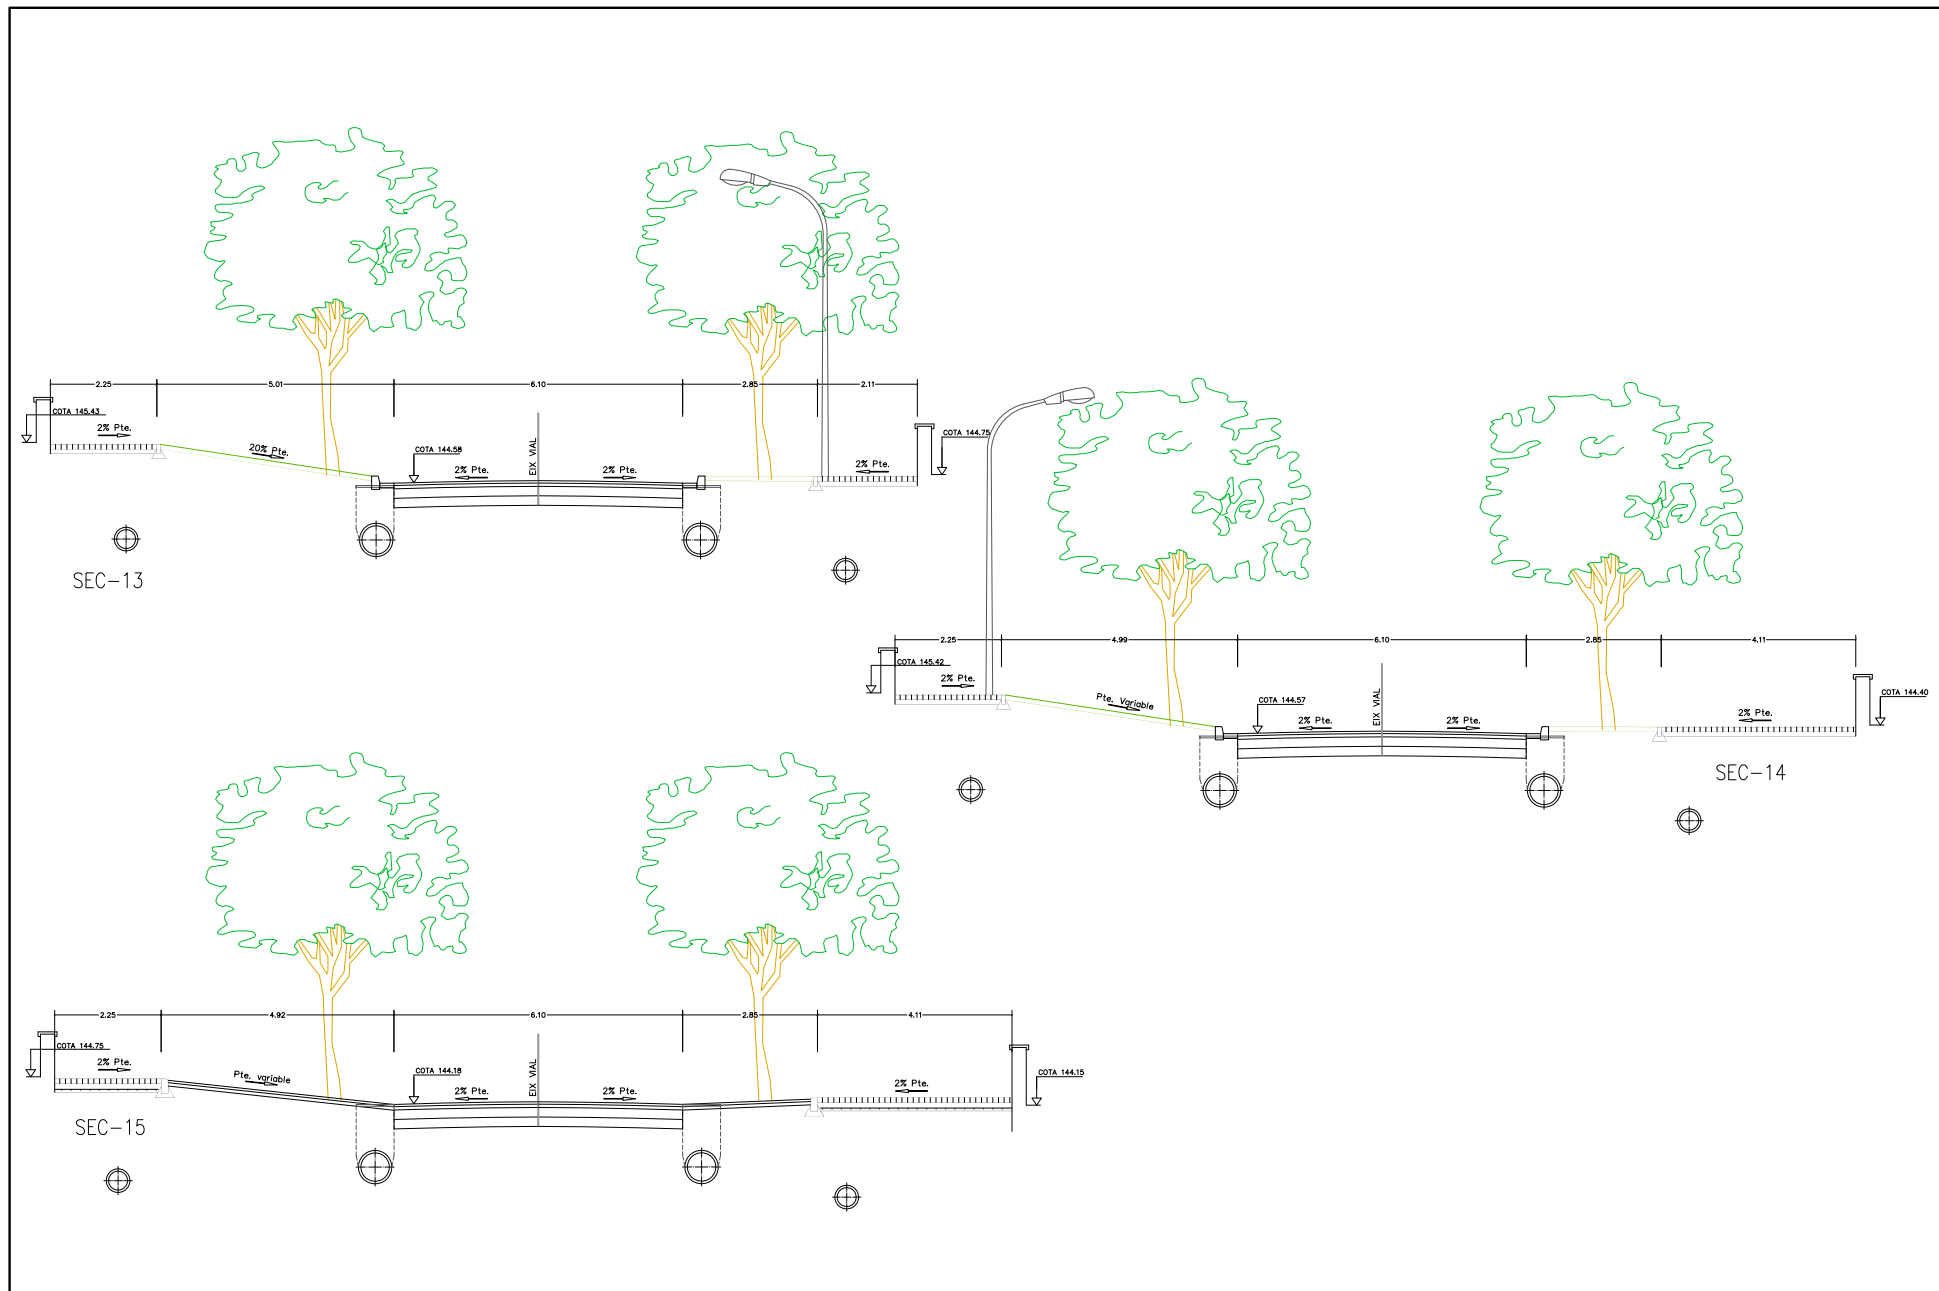 2.25 5.01 6.10 2.85 2.11
COTA 145.43
2% Pte.
20% Pte.
COTA 144.58
2% Pte.
EIX VIAL
2% Pte.
2% Pte.
COTA 144.75
SEC-13
2.25 4.99 6.10 2.85 4.11
COTA 145.42
2% Pte.
Pte. Variable
COTA 144.57
2% Pte.
EIX VIAL
2% Pte.
2% Pte.
COTA 144.40
SEC-14
2.25 4.92 6.10 2.85 4.11
COTA 144.75
2% Pte.
Pte. variable
COTA 144.18
2% Pte.
EIX VIAL
2% Pte.
2% Pte.
COTA 144.15
SEC-15